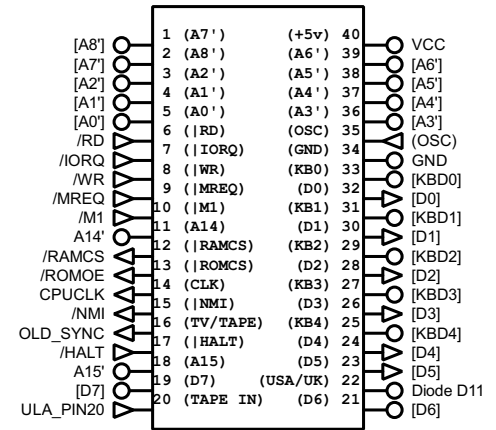 [A8'] 1 (A7') (+5v) 40 VCC
[A7'] 2 (A8') (A6') 39 [A6']
[A2'] 3 (A2') (A5') 38 [A5']
[A1'] 4 (A1') (A4') 37 [A4']
[A0'] 5 (A0') (A3') 36 [A3']
/RD 6 (|RD) (OSC) 35 (OSC)
/IORQ 7 (|IORQ) (GND) 34 GND
/WR 8 (|WR) (KB0) 33 [KBD0]
/MREQ 9 (|MREQ) (D0) 32 [D0]
/M1 10 (|M1) (KB1) 31 [KBD1]
A14' 11 (A14) (D1) 30 [D1]
/RAMCS 12 (|RAMCS) (KB2) 29 [KBD2]
/ROMOE 13 (|ROMCS) (D2) 28 [D2]
CPUCLK 14 (CLK) (KB3) 27 [KBD3]
/NMI 15 (|NMI) (D3) 26 [D3]
OLD_SYNC 16 (TV/TAPE) (KB4) 25 [KBD4]
/HALT 17 (|HALT) (D4) 24 [D4]
A15' 18 (A15) (D5) 23 [D5]
[D7] 19 (D7) (USA/UK) 22 Diode D11
ULA_PIN20 20 (TAPE IN) (D6) 21 [D6]